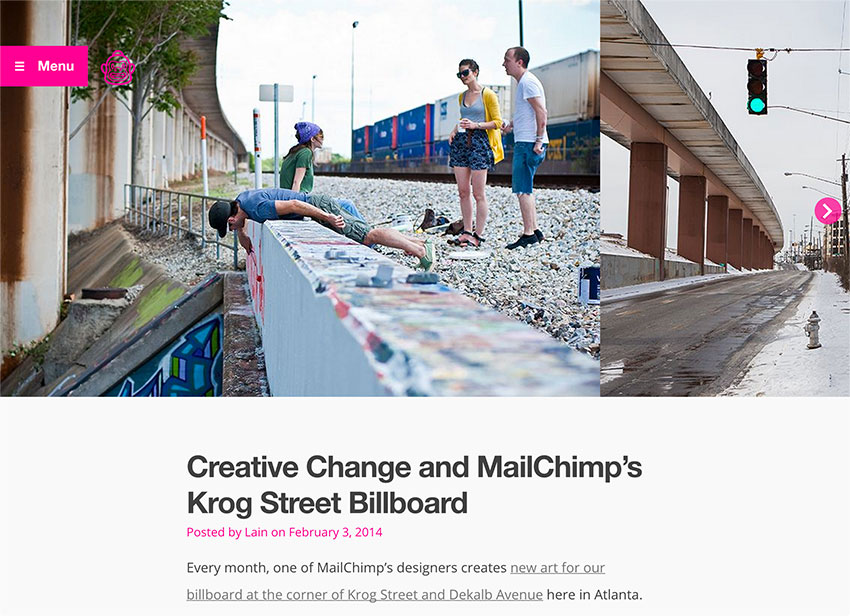 Menu
Creative Change and MailChimp’s
Krog Street Billboard
Posted by Lain on February 3, 2014
Every month, one of MailChimp’s designers creates new art for our
billboard at the corner of Krog Street and Dekalb Avenue here in Atlanta.